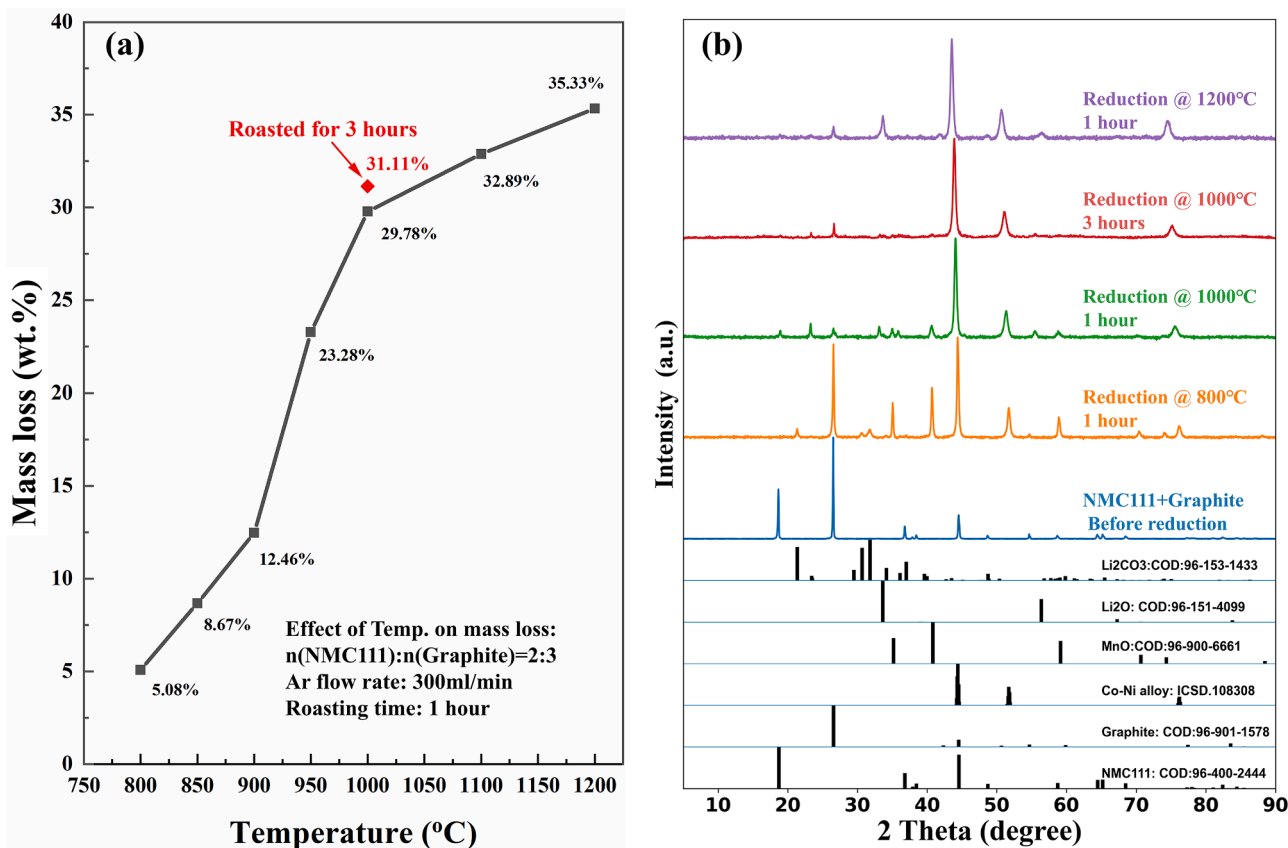 (a)
40
35
30
25
20
15
10
5
0
Mass loss (wt.%)
35.33%
Roasted for 3 hours
31.11%
32.89%
29.78%
23.28%
12.46%
8.67%
5.08%
Effect of Temp. on mass loss:
n(NMC111):n(Graphite)=2:3
Ar flow rate: 300ml/min
Roasting time: 1 hour
750 800 850 900 950 1000 1050 1100 1150 1200
Temperature (ºC)
(b)
Intensity (a.u.)
Reduction @ 1200°C
1 hour
Reduction @ 1000°C
3 hours
Reduction @ 1000°C
1 hour
Reduction @ 800°C
1 hour
NMC111+Graphite
Before reduction
Li2CO3:COD:96-153-1433
Li2O: COD:96-151-4099
MnO:COD:96-900-6661
Co-Ni alloy: ICSD.108308
Graphite: COD:96-901-1578
NMC111: COD:96-400-2444
10 20 30 40 50 60 70 80 90
2 Theta (degree)